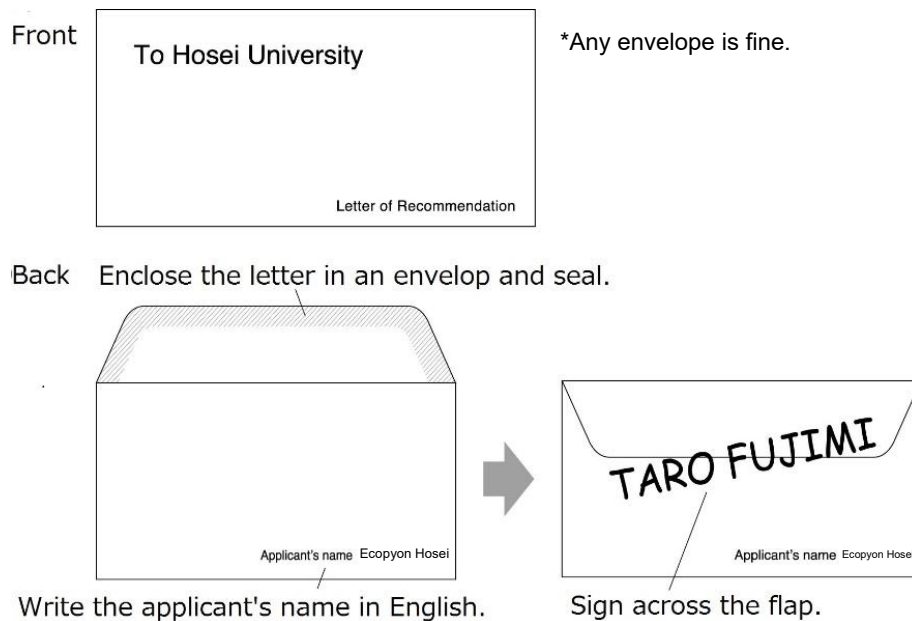 Front
To Hosei University
*Any envelope is fine.
Letter of Recommendation
Back Enclose the letter in an envelop and seal.
Applicant's name Ecopyon Hosei
Write the applicant's name in English.
TARO FUJIMI
Applicant's name Ecopyon Hosei
Sign across the flap.